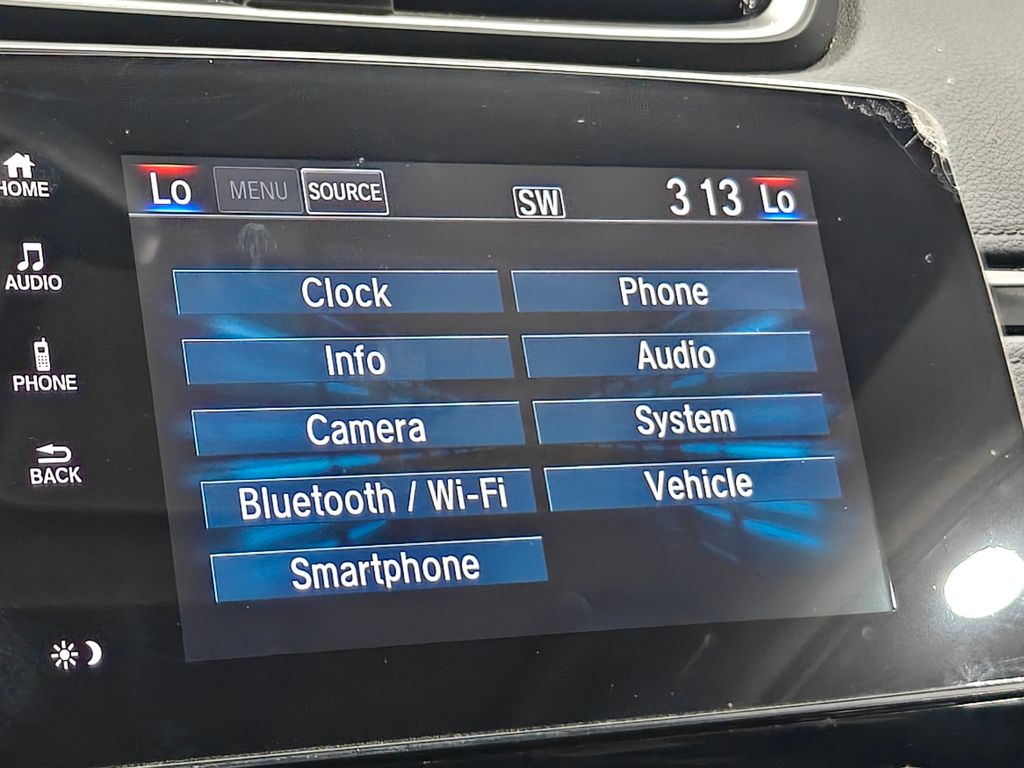 Lo MENU SOURCE SW 3 13 Lo
HOME
AUDIO
PHONE
BACK
Clock Phone
Info Audio
Camera System
Bluetooth / Wi-Fi Vehicle
Smartphone